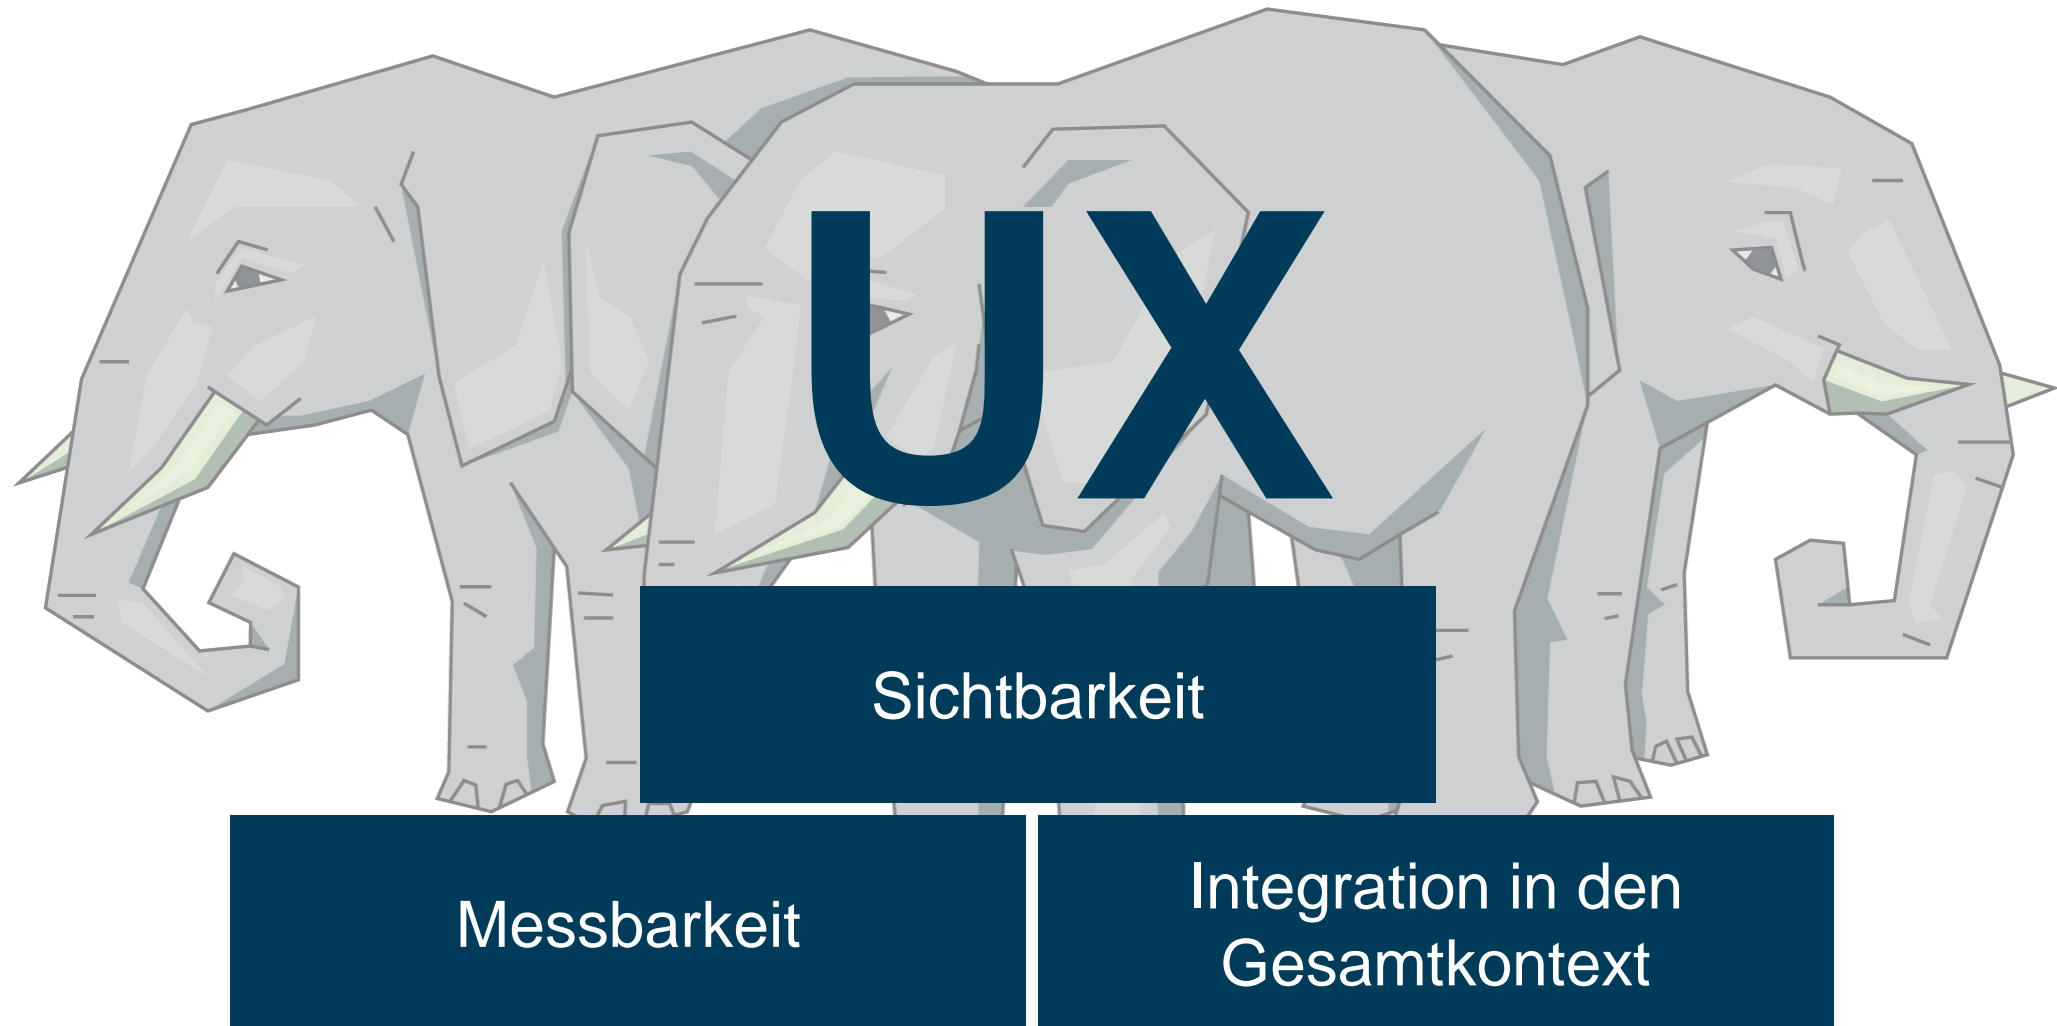 UX
Sichtbarkeit
Messbarkeit
Integration in den
Gesamtkontext